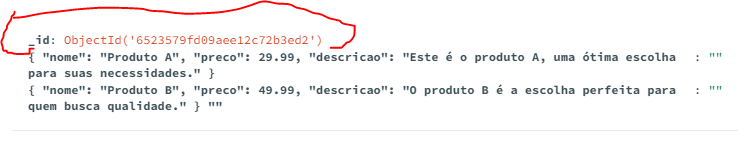 _id: ObjectId('6523579fd09aee12c72b3ed2')
{ "nome": "Produto A", "preco": 29.99, "descricao": "Este é o produto A, uma ótima escolha : ""
para suas necessidades." }
{ "nome": "Produto B", "preco": 49.99, "descricao": "O produto B é a escolha perfeita para : ""
quem busca qualidade." } ""